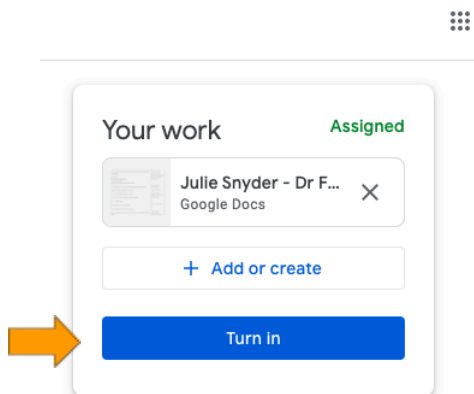 Your work
Assigned
Julie Snyder - Dr F...
Google Docs
+ Add or create
Turn in